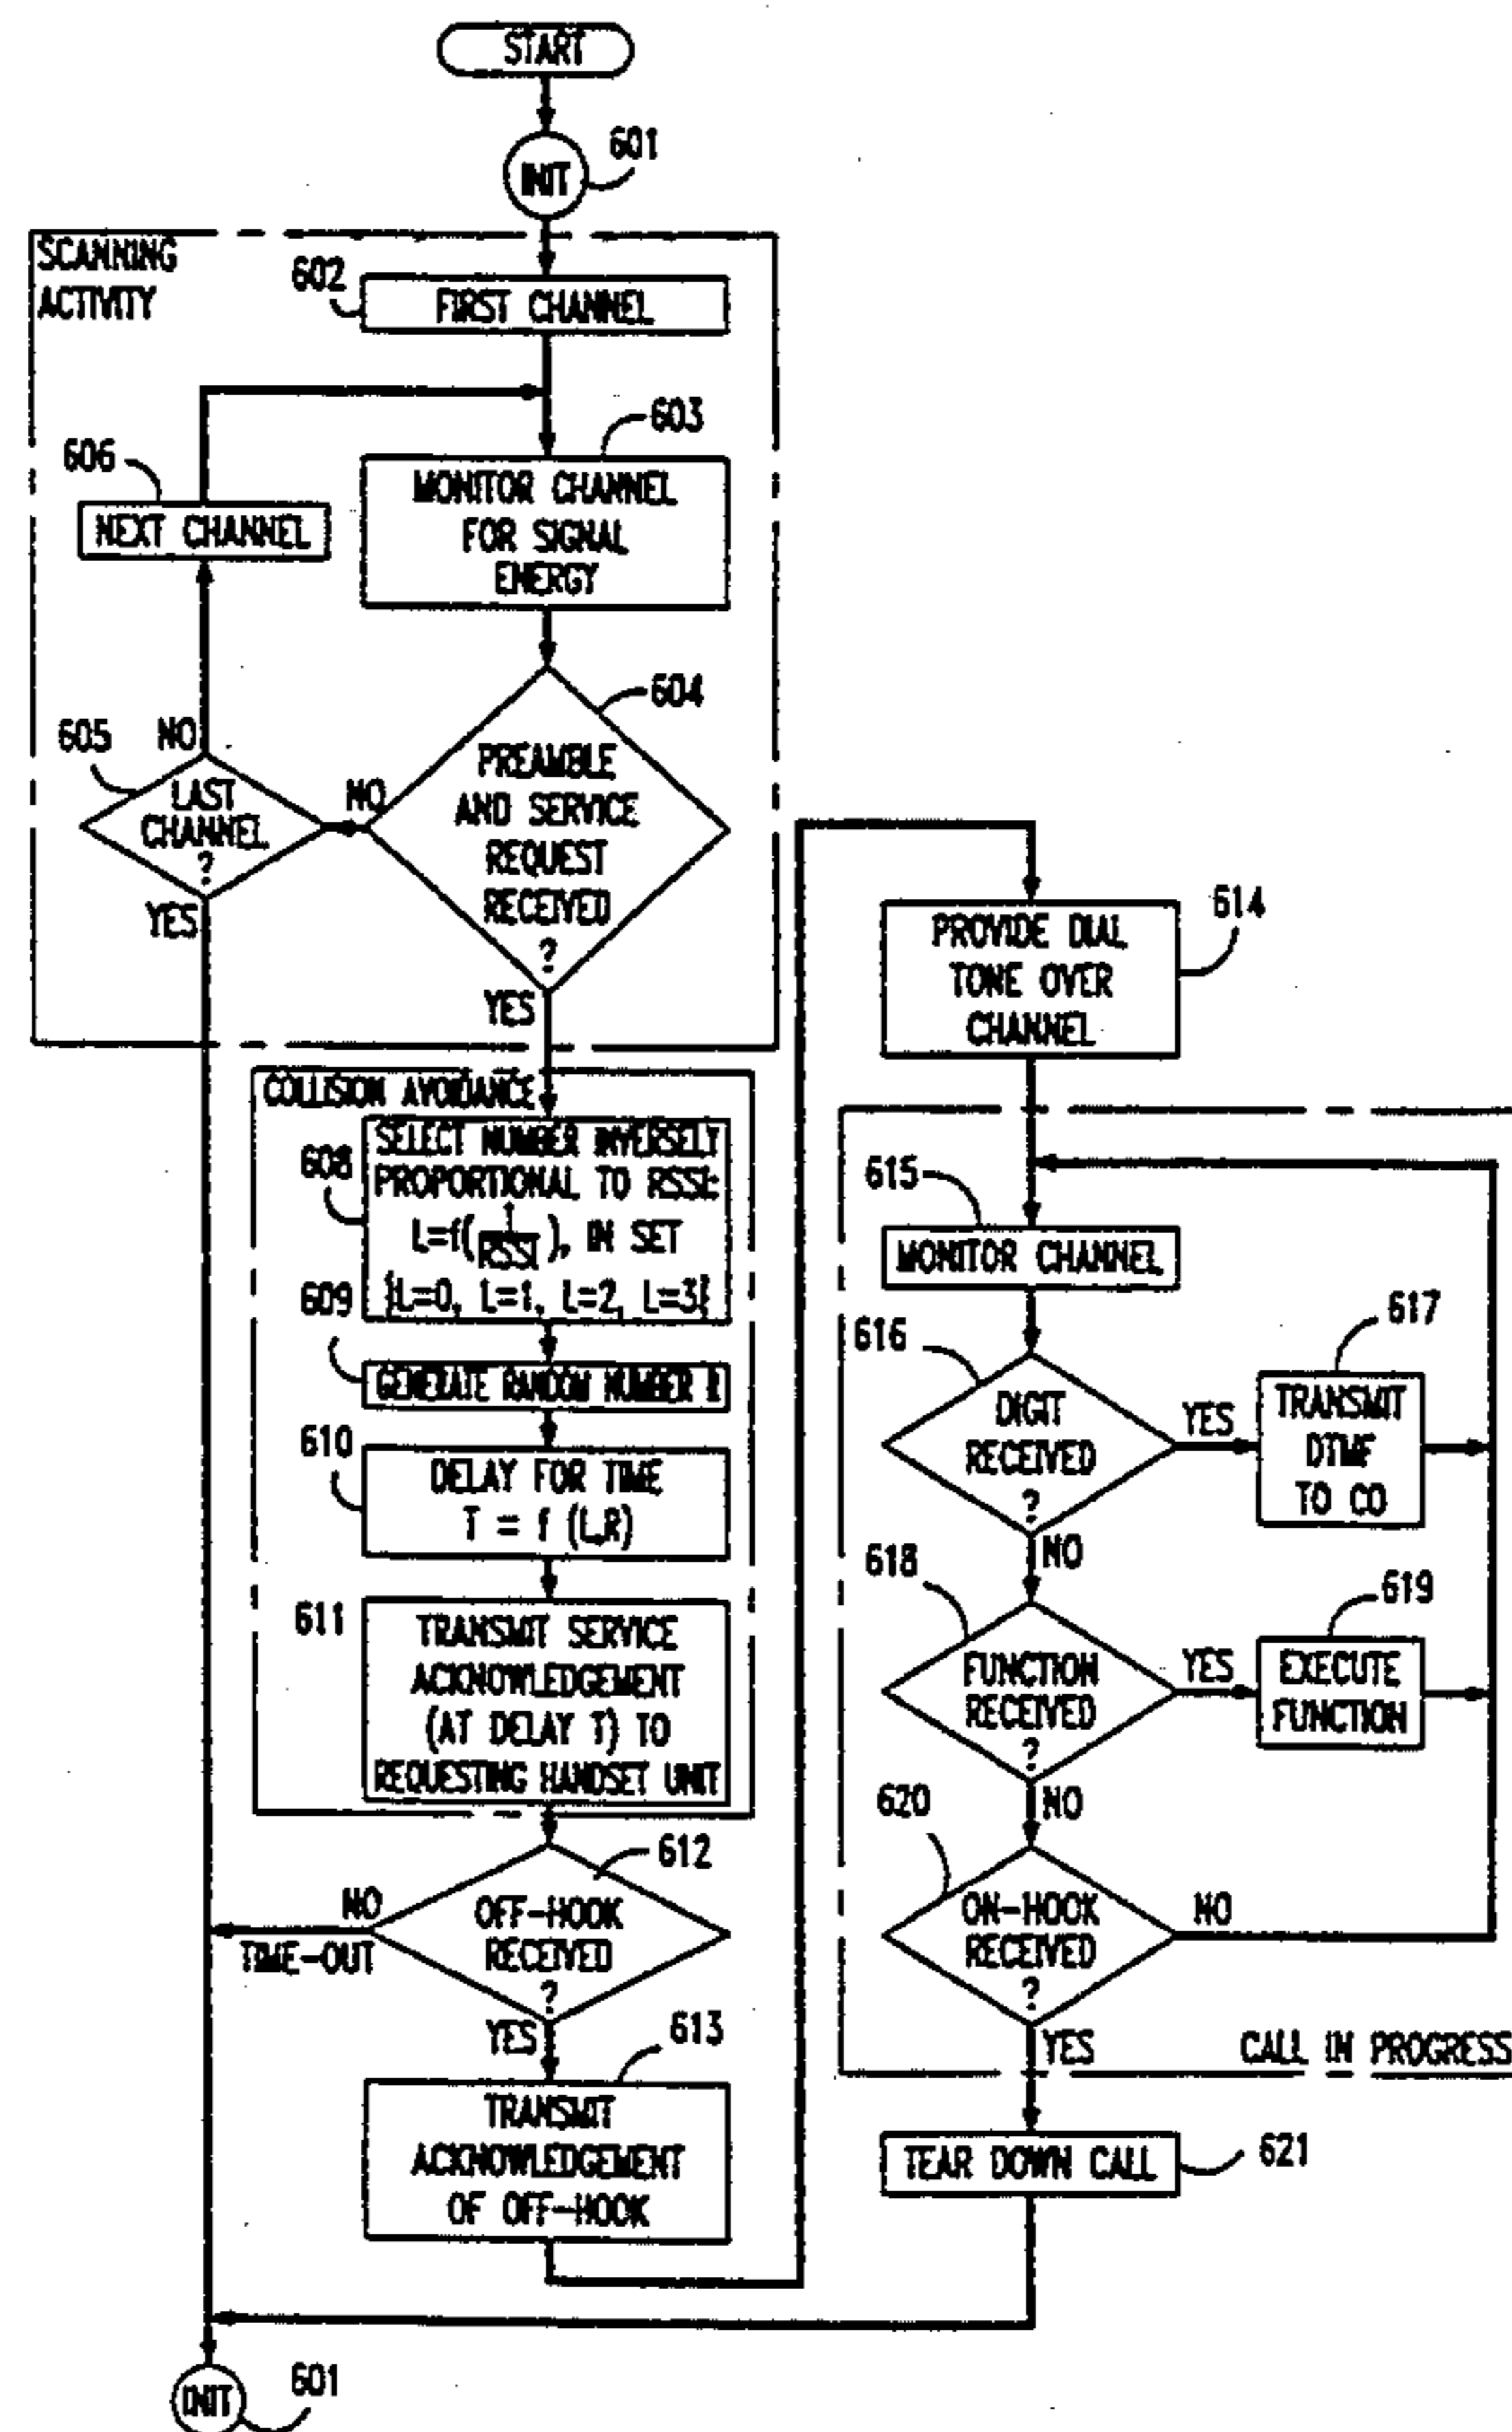 START
INIT
601
SCANNING
ACTIVITY
602
FIRST CHANNEL
603
606
MONITOR CHANNEL
FOR SIGNAL
ENERGY
NEXT CHANNEL
604
605
NO
LAST
CHANNEL
?
NO
YES
PREAMBLE
AND SERVICE
REQUEST
RECEIVED
?
YES
COLLISION AVOIDANCE
608
SELECT NUMBER INVERSELY
PROPORTIONAL TO RSSI:
L=f(1/RSSI), IN SET
{L=0, L=1, L=2, L=3}
609
GENERATE RANDOM NUMBER R
610
DELAY FOR TIME
T = f (L,R)
611
TRANSMIT SERVICE
ACKNOWLEDGEMENT
(AT DELAY T) TO
REQUESTING HANDSET UNIT
612
OFF-HOOK
RECEIVED
?
NO
TIME-OUT
YES
613
TRANSMIT
ACKNOWLEDGEMENT
OF OFF-HOOK
614
PROVIDE DIAL
TONE OVER
CHANNEL
615
MONITOR CHANNEL
616
DIGIT
RECEIVED
?
YES
617
TRANSMIT
DTMF
TO CO
NO
618
FUNCTION
RECEIVED
?
YES
619
EXECUTE
FUNCTION
NO
620
ON-HOOK
RECEIVED
?
NO
YES
CALL IN PROGRESS
TEAR DOWN CALL
621
INIT
601